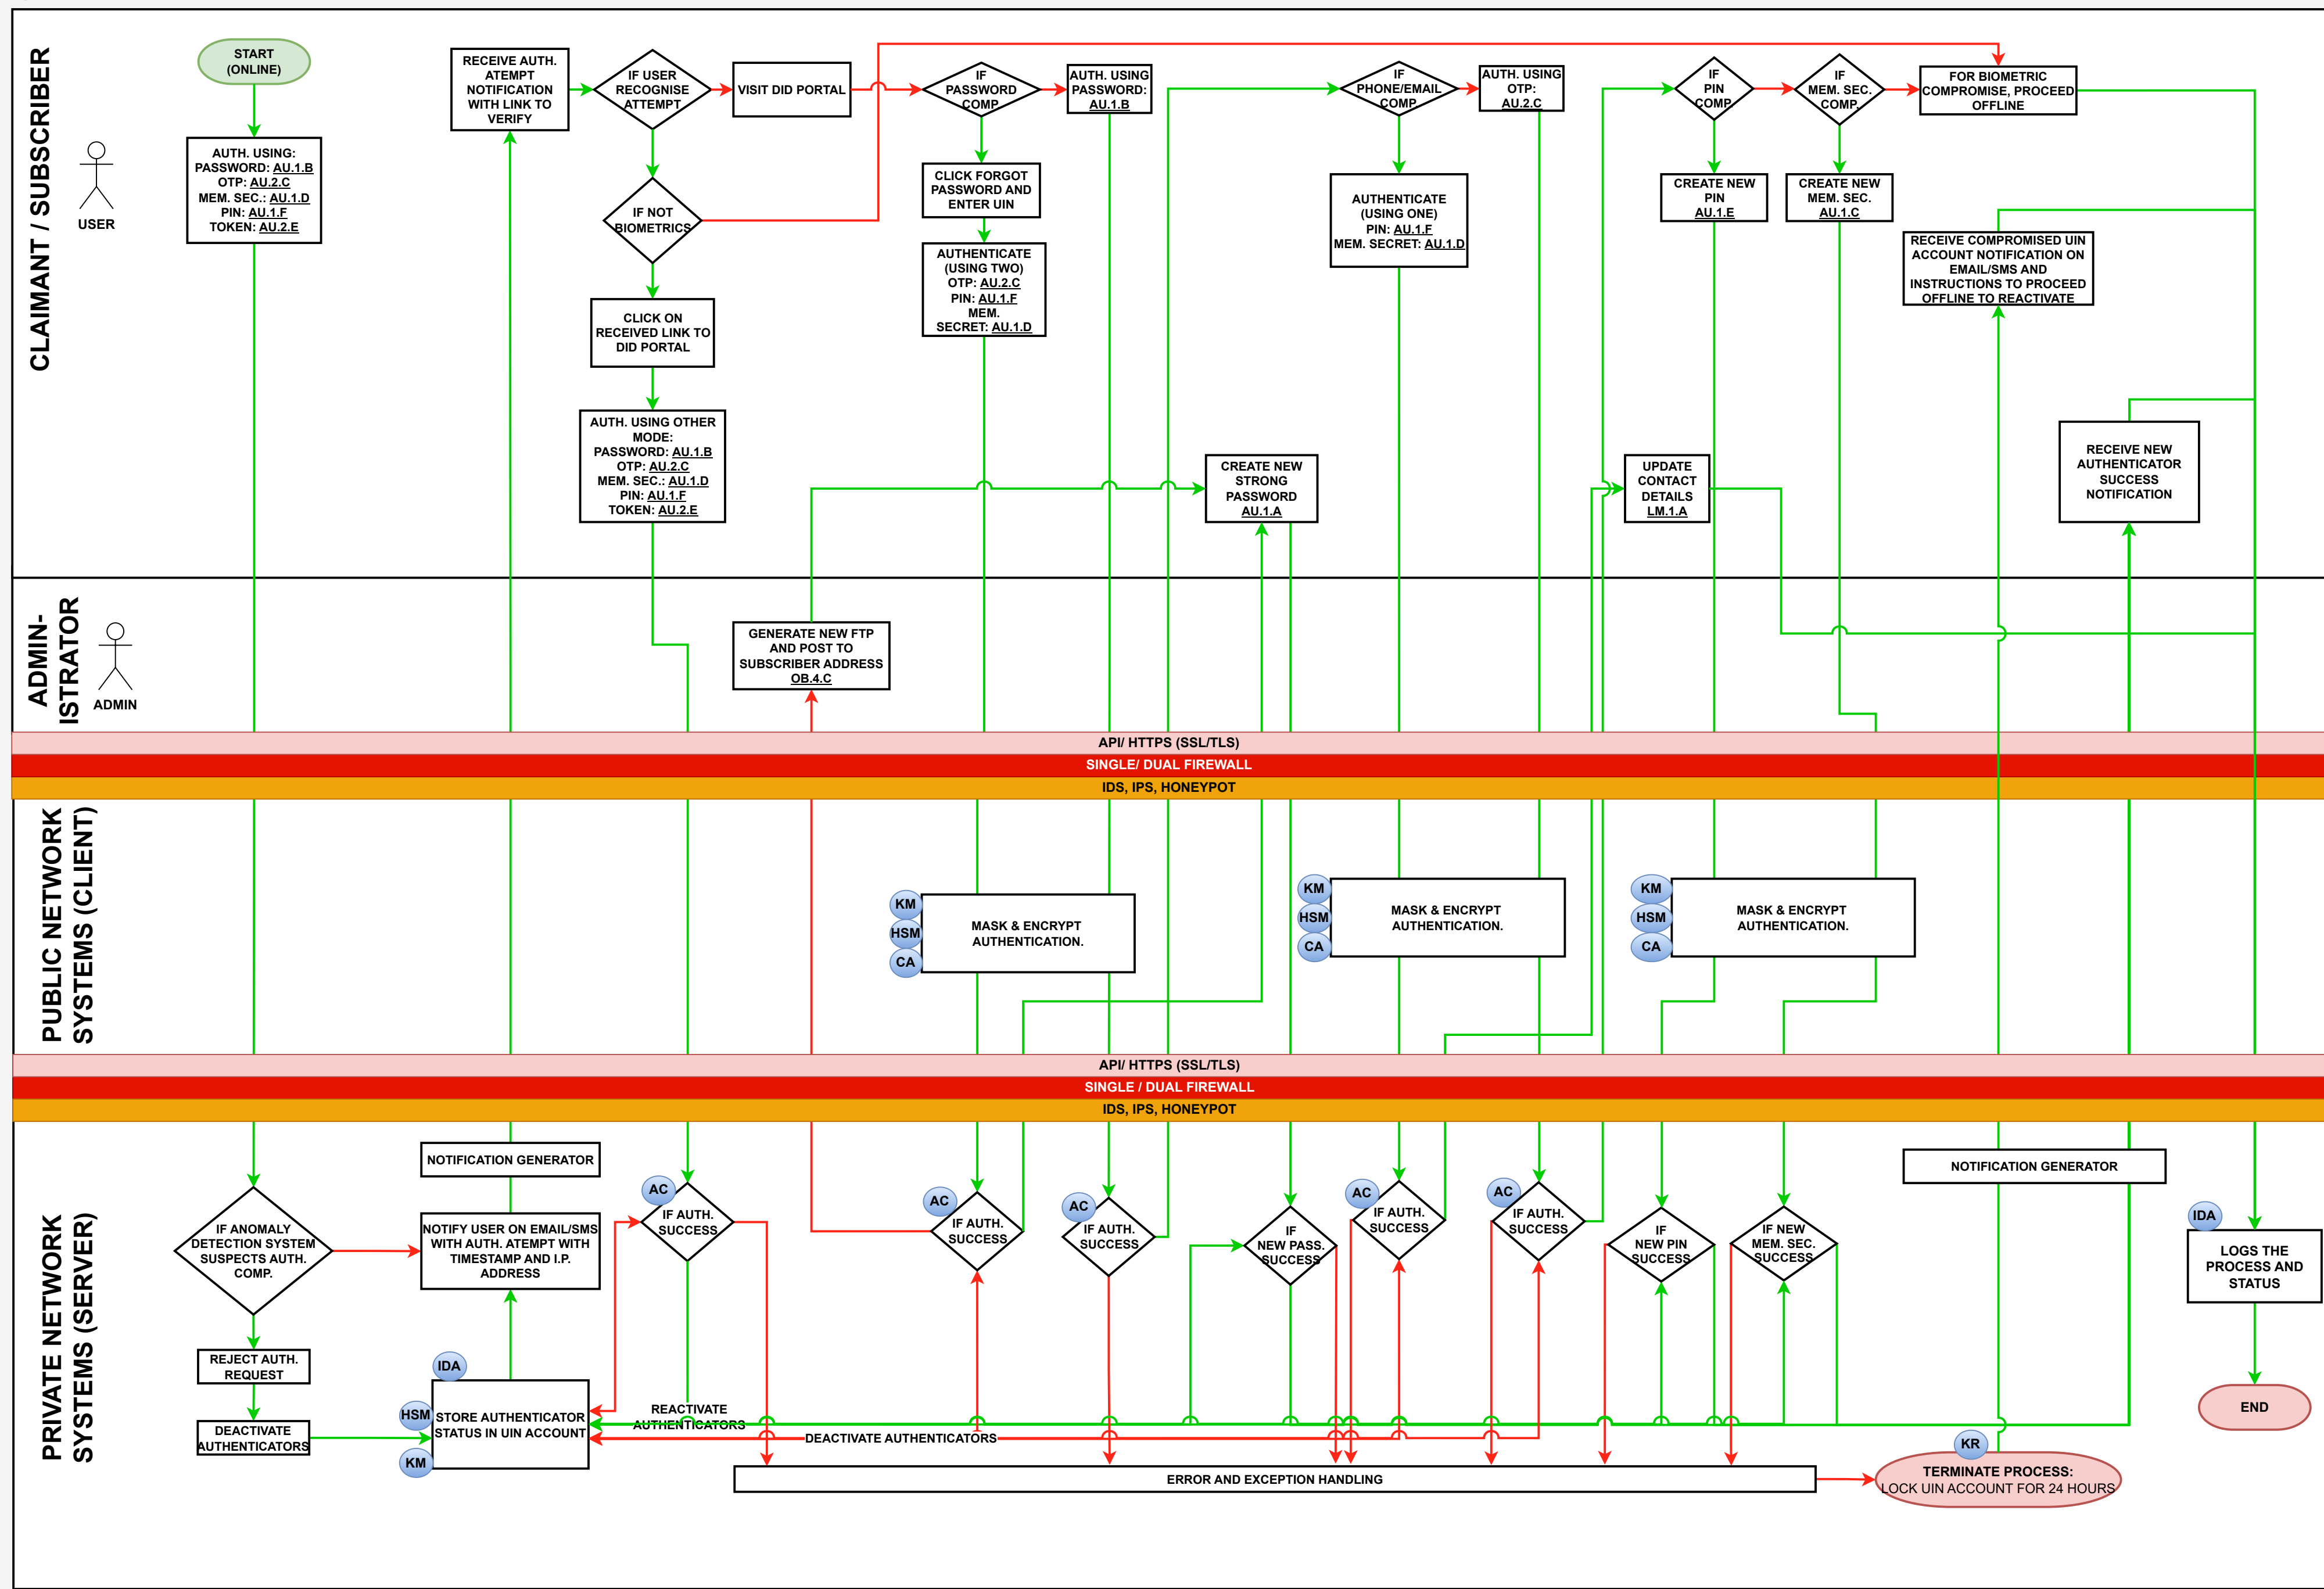 CLAIMANT / SUBSCRIBER
USER
START
(ONLINE)
AUTH. USING:
PASSWORD: AU.1.B
OTP: AU.2.C
MEM. SEC.: AU.1.D
PIN: AU.1.F
TOKEN: AU.2.E
RECEIVE AUTH.
ATEMPT
NOTIFICATION
WITH LINK TO
VERIFY
IF USER
RECOGNISE
ATTEMPT
IF NOT
BIOMETRICS
CLICK ON
RECEIVED LINK TO
DID PORTAL
AUTH. USING OTHER
MODE:
PASSWORD: AU.1.B
OTP: AU.2.C
MEM. SEC.: AU.1.D
PIN: AU.1.F
TOKEN: AU.2.E
VISIT DID PORTAL
IF
PASSWORD
COMP.
CLICK FORGOT
PASSWORD AND
ENTER UIN
AUTHENTICATE
(USING TWO)
OTP: AU.2.C
PIN: AU.1.F
MEM.
SECRET: AU.1.D
AUTH. USING
PASSWORD:
AU.1.B
CREATE NEW
STRONG
PASSWORD
AU.1.A
IF
PHONE/EMAIL
COMP.
AUTHENTICATE
(USING ONE)
PIN: AU.1.F
MEM. SECRET: AU.1.D
AUTH. USING
OTP:
AU.2.C
UPDATE
CONTACT
DETAILS
LM.1.A
IF
PIN
COMP.
CREATE NEW
PIN
AU.1.E
IF
MEM. SEC.
COMP.
CREATE NEW
MEM. SEC.
AU.1.C
FOR BIOMETRIC
COMPROMISE, PROCEED
OFFLINE
RECEIVE COMPROMISED UIN
ACCOUNT NOTIFICATION ON
EMAIL/SMS AND
INSTRUCTIONS TO PROCEED
OFFLINE TO REACTIVATE
RECEIVE NEW
AUTHENTICATOR
SUCCESS
NOTIFICATION
ADMIN-
ISTRATOR
ADMIN
GENERATE NEW FTP
AND POST TO
SUBSCRIBER ADDRESS
OB.4.C
API/ HTTPS (SSL/TLS)
SINGLE/ DUAL FIREWALL
IDS, IPS, HONEYPOT
PUBLIC NETWORK
SYSTEMS (CLIENT)
KM
HSM
CA
MASK & ENCRYPT
AUTHENTICATION.
KM
HSM
CA
MASK & ENCRYPT
AUTHENTICATION.
KM
HSM
CA
MASK & ENCRYPT
AUTHENTICATION.
API/ HTTPS (SSL/TLS)
SINGLE / DUAL FIREWALL
IDS, IPS, HONEYPOT
PRIVATE NETWORK
SYSTEMS (SERVER)
IF ANOMALY
DETECTION SYSTEM
SUSPECTS AUTH.
COMP.
REJECT AUTH.
REQUEST
DEACTIVATE
AUTHENTICATORS
NOTIFICATION GENERATOR
NOTIFY USER ON EMAIL/SMS
WITH AUTH. ATEMPT WITH
TIMESTAMP AND I.P.
ADDRESS
IDA
HSM
KM
STORE AUTHENTICATOR
STATUS IN UIN ACCOUNT
AC
IF AUTH.
SUCCESS
REACTIVATE
AUTHENTICATORS
DEACTIVATE AUTHENTICATORS
AC
IF AUTH.
SUCCESS
AC
IF AUTH.
SUCCESS
IF
NEW PASS.
SUCCESS
AC
IF AUTH.
SUCCESS
AC
IF AUTH.
SUCCESS
IF
NEW PIN
SUCCESS
IF NEW
MEM. SEC.
SUCCESS
NOTIFICATION GENERATOR
IDA
LOGS THE
PROCESS AND
STATUS
END
ERROR AND EXCEPTION HANDLING
KR
TERMINATE PROCESS:
LOCK UIN ACCOUNT FOR 24 HOURS